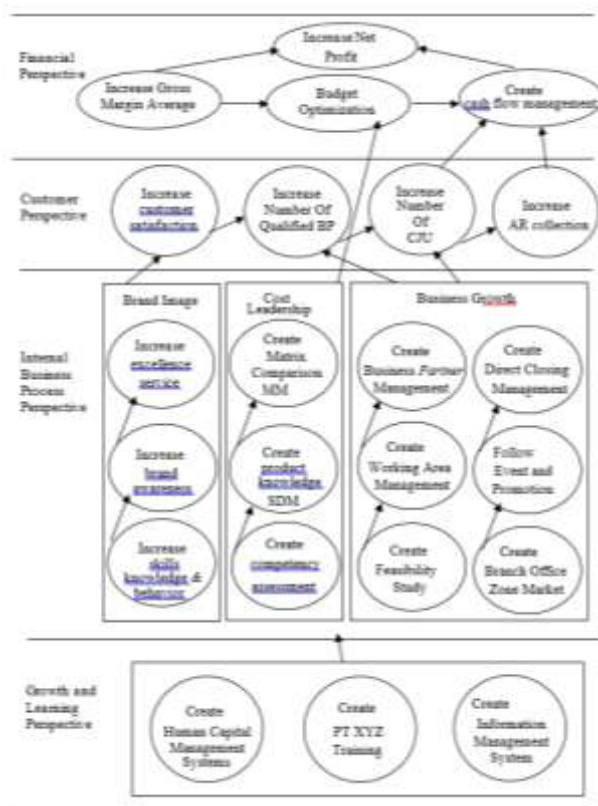 Financial
Perspective
Increase Net
Profit
Increase Gross
Margin Average
Budget
Optimization
Create
cash flow management
Customer
Perspective
Increase
customer
satisfaction
Increase
Number Of
Qualified BP
Increase
Number
Of
CJU
Increase
AR collection
Internal
Business
Process
Perspective
Brand Image
Increase
excellence
service
Increase
brand
awareness
Increase
skills
knowledge &
behavior
Cost
Leadership
Create
Matrix
Comparison
MM
Create
product
knowledge
SDM
Create
competency
assessment
Business Growth
Create
Business Partner
Management
Create
Working Area
Management
Create
Feasibility
Study
Create
Direct Closing
Management
Follow
Event and
Promotion
Create
Branch Office
Zone Market
Growth and
Learning
Perspective
Create
Human Capital
Management
Systems
Create
PT XYZ
Training
Create
Information
Management
System